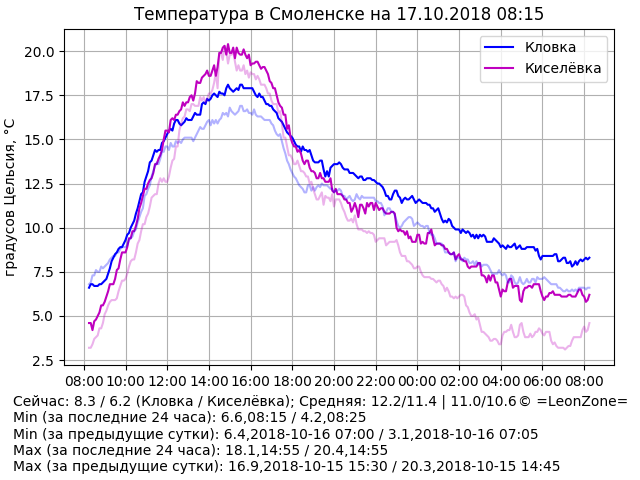 Температура в Смоленске на 17.10.2018 08:15
Кловка
Киселёвка
градусов Цельсия, °C
20.0
17.5
15.0
12.5
10.0
7.5
5.0
2.5
08:00 10:00 12:00 14:00 16:00 18:00 20:00 22:00 00:00 02:00 04:00 06:00 08:00
Сейчас: 8.3 / 6.2 (Кловка / Киселёвка); Средняя: 12.2/11.4 | 11.0/10.6© =LeonZone=
Min (за последние 24 часа): 6.6,08:15 / 4.2,08:25
Min (за предыдущие сутки): 6.4,2018-10-16 07:00 / 3.1,2018-10-16 07:05
Max (за последние 24 часа): 18.1,14:55 / 20.4,14:55
Max (за предыдущие сутки): 16.9,2018-10-15 15:30 / 20.3,2018-10-15 14:45